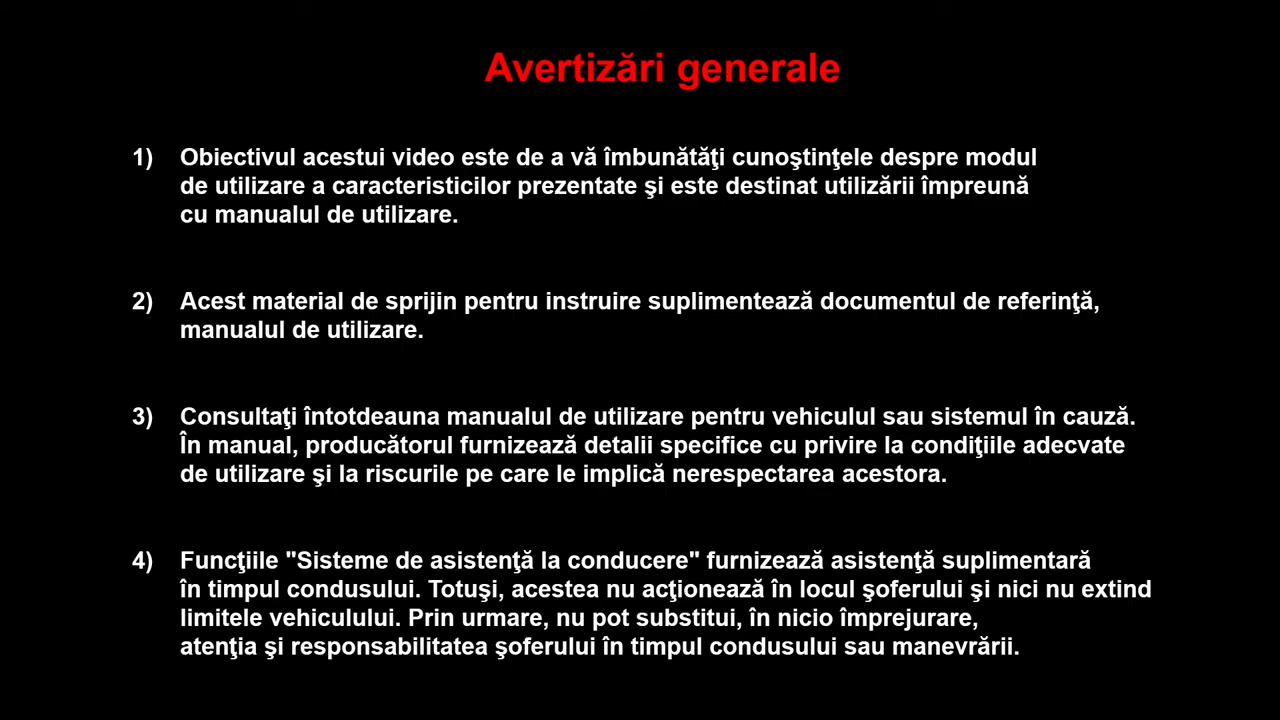 Avertizări generale
1) Obiectivul acestui video este de a vă îmbunătăţi cunoştinţele despre modul
de utilizare a caracteristicilor prezentate şi este destinat utilizării împreună
cu manualul de utilizare.
2) Acest material de sprijin pentru instruire suplimentează documentul de referinţă,
manualul de utilizare.
3) Consultaţi întotdeauna manualul de utilizare pentru vehiculul sau sistemul în cauză.
În manual, producătorul furnizează detalii specifice cu privire la condiţiile adecvate
de utilizare şi la riscurile pe care le implică nerespectarea acestora.
4) Funcţiile "Sisteme de asistenţă la conducere" furnizează asistenţă suplimentară
în timpul condusului. Totuşi, acestea nu acţionează în locul şoferului şi nici nu extind
limitele vehiculului. Prin urmare, nu pot substitui, în nicio împrejurare,
atenţia şi responsabilitatea şoferului în timpul condusului sau manevrării.